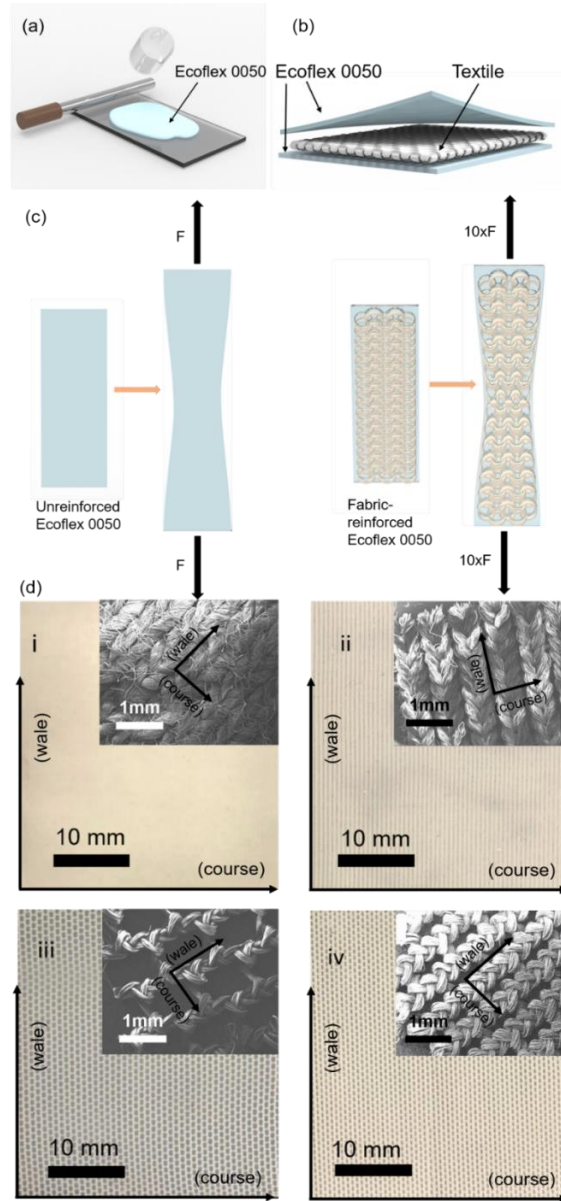 (a)
Ecoflex 0050
(b)
Ecoflex 0050
Textile
(c)
F
10xF
Unreinforced
Ecoflex 0050
Fabric-
reinforced
Ecoflex 0050
F
10xF
(d)
i
(wale)
(course)
1mm
(wale)
10 mm
(course)
ii
(wale)
(course)
1mm
(wale)
10 mm
(course)
iii
(wale)
(course)
1mm
(wale)
10 mm
(course)
iv
(wale)
(course)
1mm
(wale)
10 mm
(course)